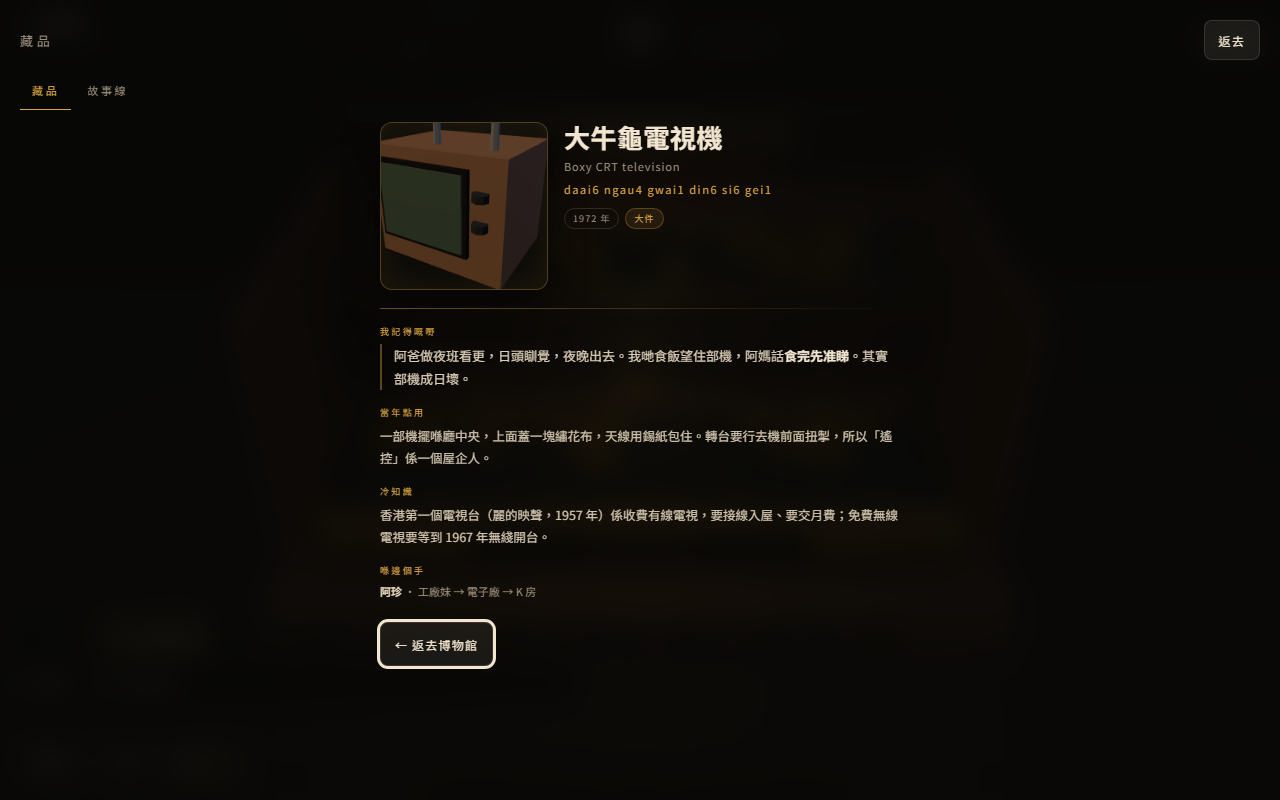 藏品
返去
藏品
故事線
大牛龜電視機
Boxy CRT television
daai6 ngau4 gwai1 din6 si6 gei1
1972 年
大件
我記得嘅嘢
阿爸做夜班看更，日頭瞓覺，夜晚出去。我哋食飯望住部機，阿媽話食完先准睇。其實
部機成日壞。
當年點用
一部機擺喺廳中央，上面蓋一塊繡花布，天線用錫紙包住。轉台要行去機前面扭掣，所以「遙
控」係一個屋企人。
冷知識
香港第一個電視台（麗的映聲，1957 年）係收費有線電視，要接線入屋、要交月費；免費無線
電視要等到 1967 年無綫開台。
喺邊個手
阿珍 · 工廠妹 → 電子廠 → K 房
← 返去博物館